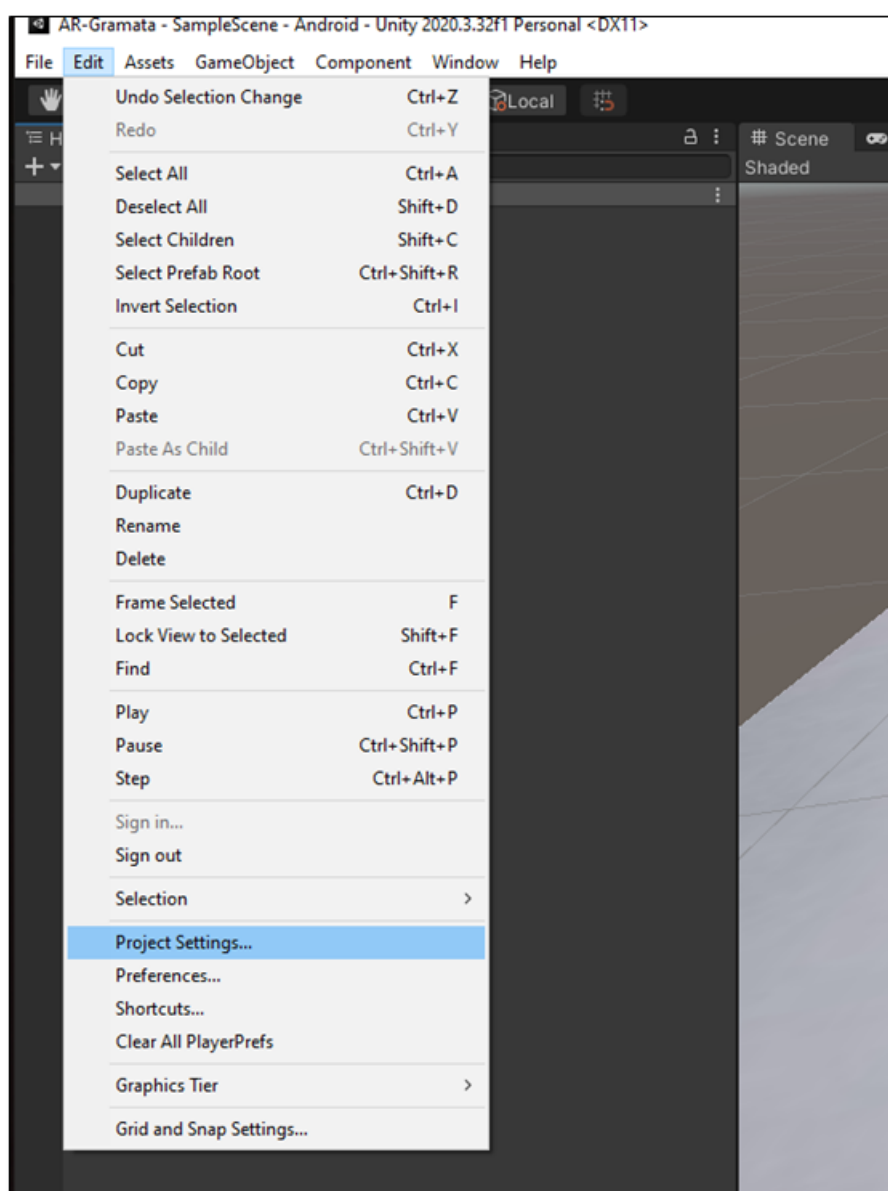 AR-Gramata - SampleScene - Android - Unity 2020.3.32f1 Personal <DX11>
File Edit Assets GameObject Component Window Help
Local
H
# Scene
Shaded
Undo Selection Change Ctrl+Z
Redo Ctrl+Y
Select All Ctrl+A
Deselect All Shift+D
Select Children Shift+C
Select Prefab Root Ctrl+Shift+R
Invert Selection Ctrl+I
Cut Ctrl+X
Copy Ctrl+C
Paste Ctrl+V
Paste As Child Ctrl+Shift+V
Duplicate Ctrl+D
Rename
Delete
Frame Selected F
Lock View to Selected Shift+F
Find Ctrl+F
Play Ctrl+P
Pause Ctrl+Shift+P
Step Ctrl+Alt+P
Sign in...
Sign out
Selection >
Project Settings...
Preferences...
Shortcuts...
Clear All PlayerPrefs
Graphics Tier >
Grid and Snap Settings...